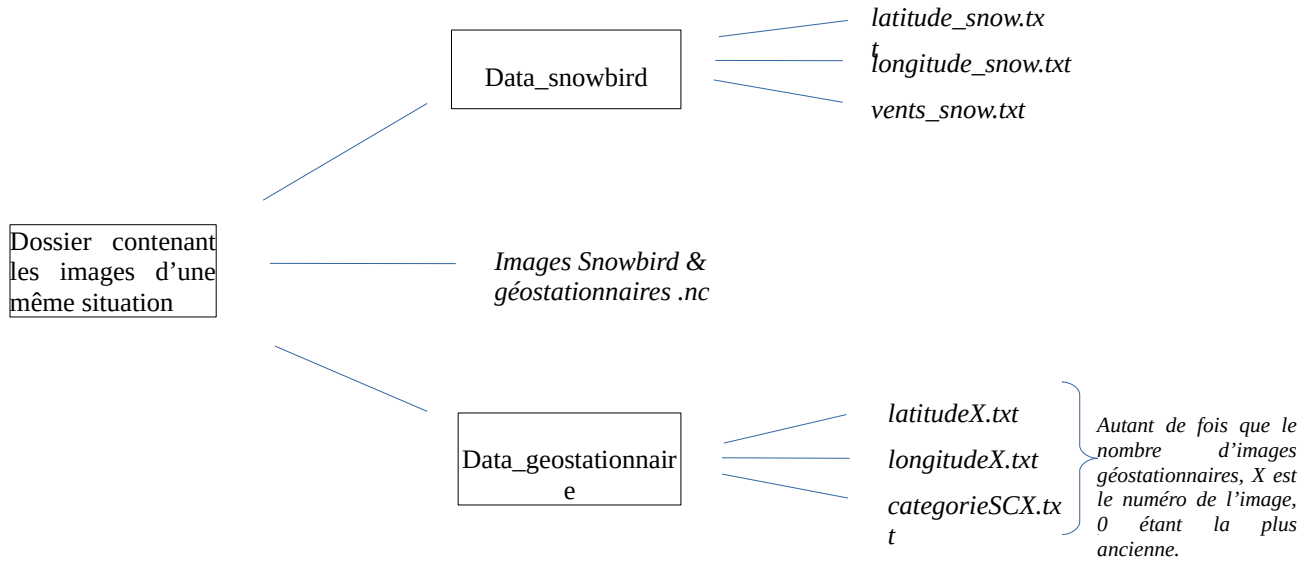 latitude_snow.tx
t
longitude_snow.txt
vents_snow.txt
Data_snowbird
Dossier contenant
les images d’une
même situation
Images Snowbird &
géostationnaires .nc
Data_geostationnair
e
latitudeX.txt
longitudeX.txt
categorieSCX.tx
t
Autant de fois que le
nombre d’images
géostationnaires, X est
le numéro de l’image,
0 étant la plus
ancienne.